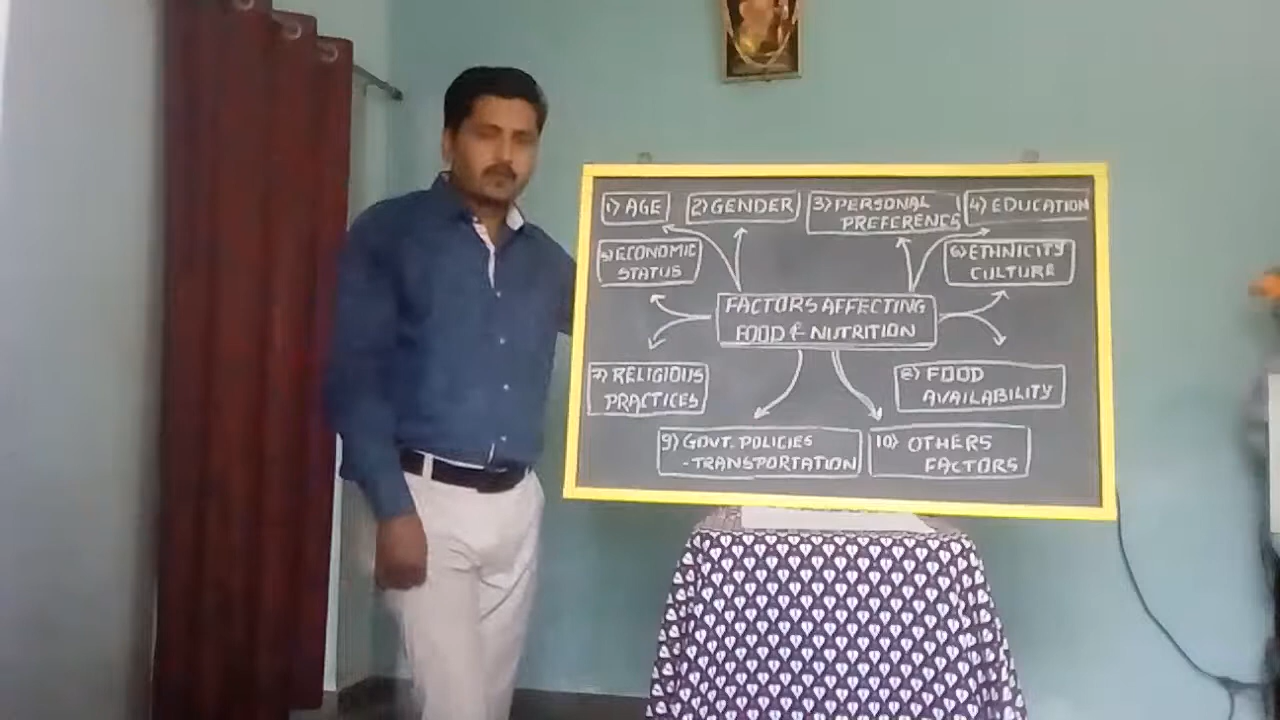 1) AGE
2) GENDER
3) PERSONAL
PREFERENCE
4) EDUCATION
5) ECONOMIC
STATUS
6) ETHNICITY
CULTURE
FACTORS AFFECTING
FOOD & NUTRITION
7) RELIGIOUS
PRACTICES
8) FOOD
AVAILABILITY
9) GOVT. POLICIES
-TRANSPORTATION
10) OTHERS
FACTORS